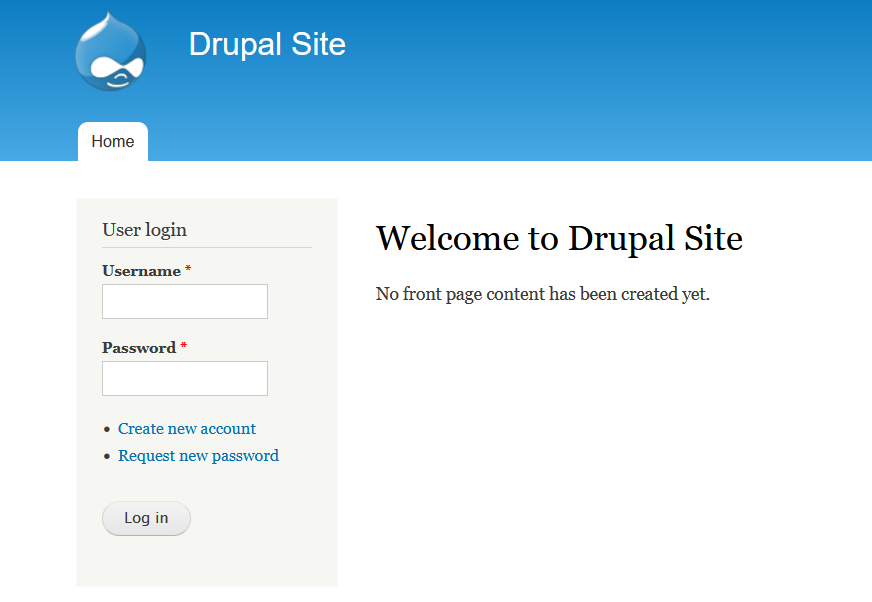 Drupal Site
Home
User login
Username *
Password *
Create new account
Request new password
Log in
Welcome to Drupal Site
No front page content has been created yet.